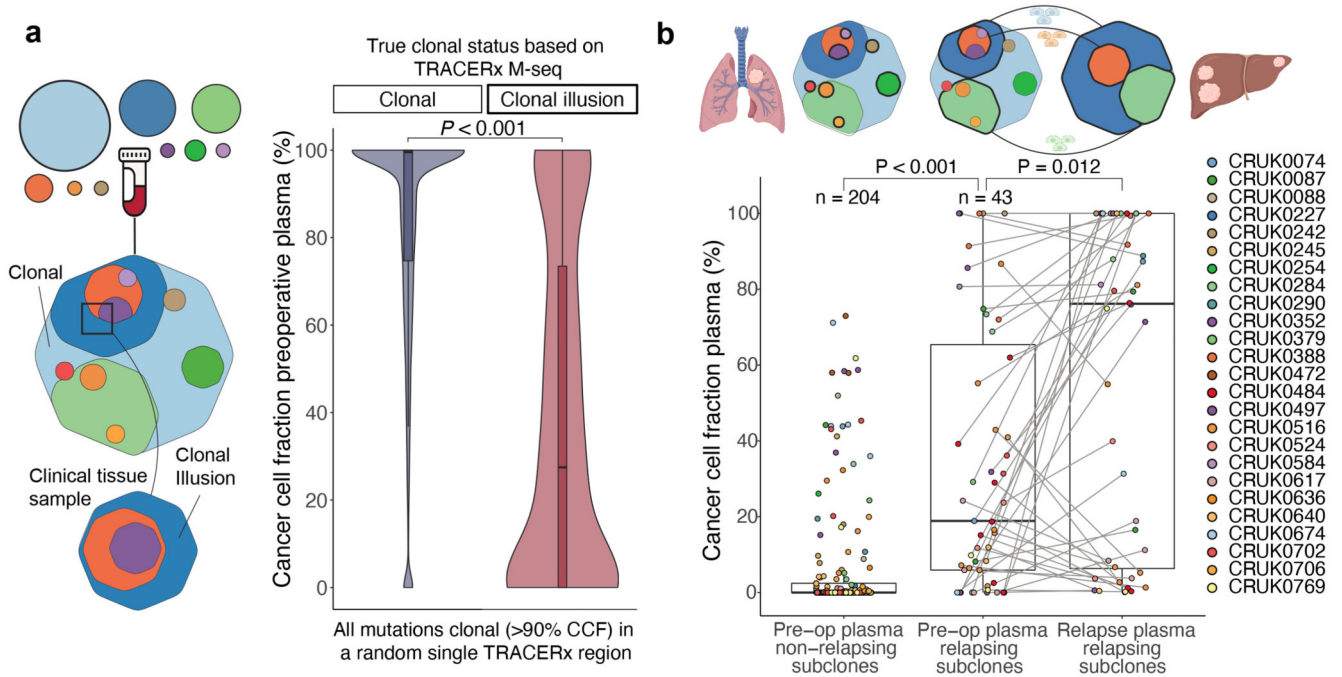 a
True clonal status based on
TRACERx M-seq
Clonal
Clonal illusion
P < 0.001
Cancer cell fraction preoperative plasma (%)
100
80
60
40
20
0
All mutations clonal (>90% CCF) in
a random single TRACERx region
Clonal
Clinical tissue
sample
Clonal
Illusion
b
P < 0.001
P = 0.012
n = 204
n = 43
Cancer cell fraction plasma (%)
100
80
60
40
20
0
Pre-op plasma
non-relapsing
subclones
Pre-op plasma
relapsing
subclones
Relapse plasma
relapsing
subclones
CRUK0074
CRUK0087
CRUK0088
CRUK0227
CRUK0242
CRUK0245
CRUK0254
CRUK0284
CRUK0290
CRUK0352
CRUK0379
CRUK0388
CRUK0472
CRUK0484
CRUK0497
CRUK0516
CRUK0524
CRUK0584
CRUK0617
CRUK0636
CRUK0640
CRUK0674
CRUK0702
CRUK0706
CRUK0769